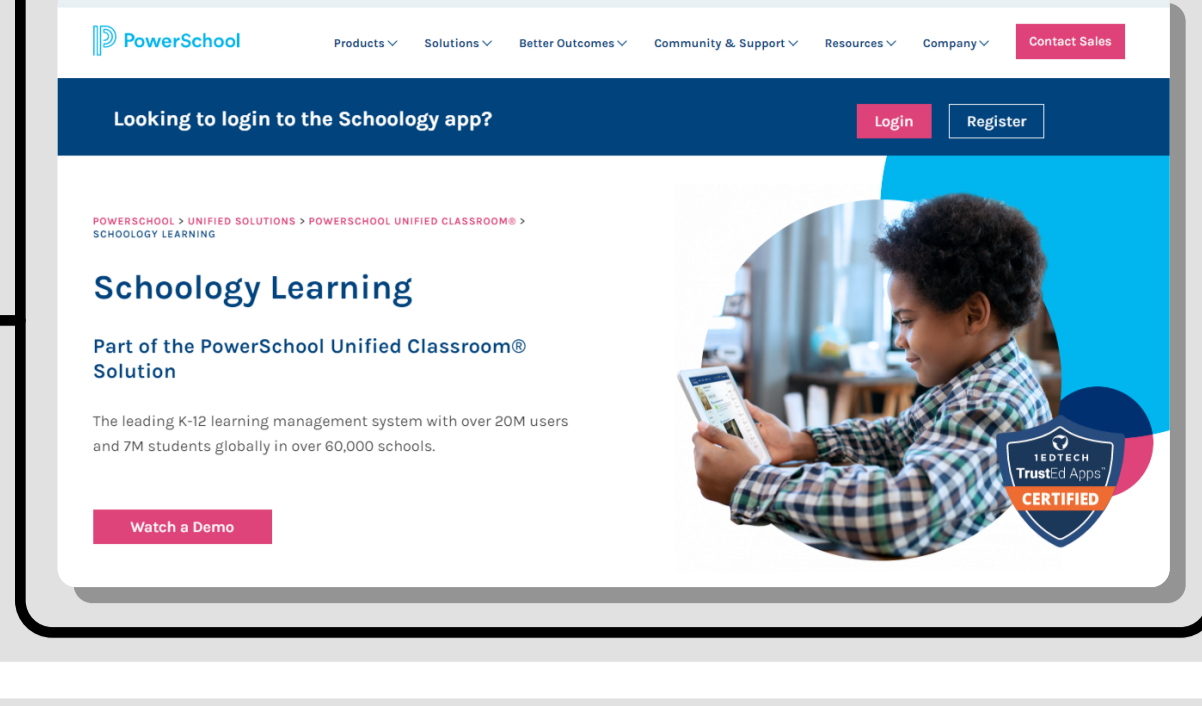 PowerSchool
Products
Solutions
Better Outcomes
Community & Support
Resources
Company
Contact Sales
Looking to login to the Schoology app?
Login
Register
POWERSCHOOL > UNIFIED SOLUTIONS > POWERSCHOOL UNIFIED CLASSROOM® >
SCHOOLOGY LEARNING
Schoology Learning
Part of the PowerSchool Unified Classroom®
Solution
The leading K-12 learning management system with over 20M users
and 7M students globally in over 60,000 schools.
Watch a Demo
1EDTECH
TrustEd Apps™
CERTIFIED